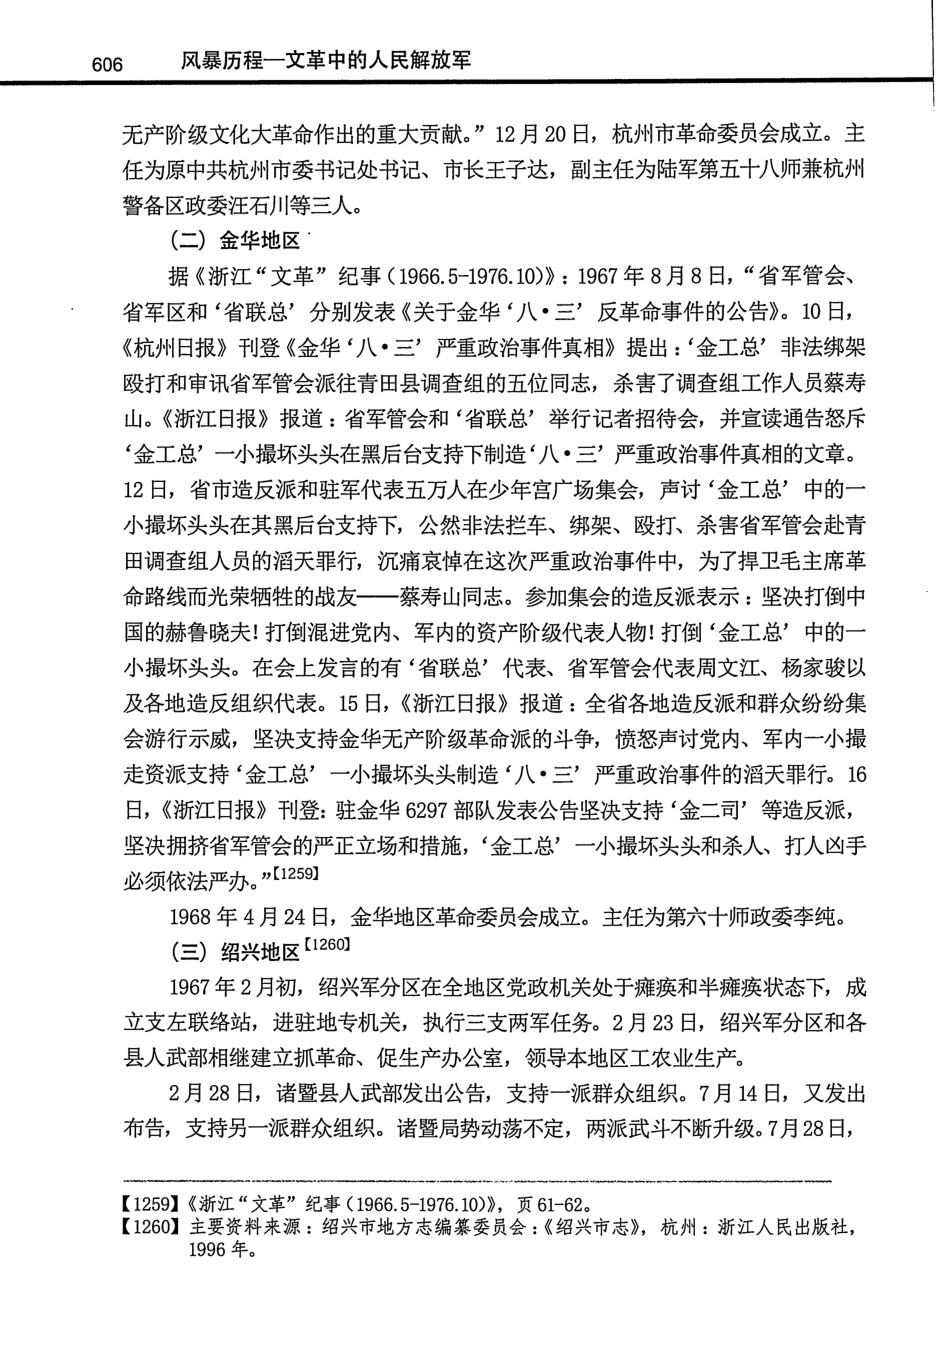 606 风暴历程—文革中的人民解放军
无产阶级文化大革命作出的重大贡献。”12月20日，杭州市革命委员会成立。主
任为原中共杭州市委书记处书记、市长王子达，副主任为陆军第五十八师兼杭州
警备区政委汪石川等三人。
（二）金华地区
据《浙江“文革”纪事（1966.5-1976.10）》：1967年8月8日，“省军管会、
省军区和‘省联总’分别发表《关于金华‘八•三’反革命事件的公告》。10日，
《杭州日报》刊登《金华‘八•三’严重政治事件真相》提出：‘金工总’非法绑架
殴打和审讯省军管会派往青田县调查组的五位同志，杀害了调查组工作人员蔡寿
山。《浙江日报》报道：省军管会和‘省联总’举行记者招待会，并宣读通告怒斥
‘金工总’一小撮坏头头在黑后台支持下制造‘八•三’严重政治事件真相的文章。
12日，省市造反派和驻军代表五万人在少年宫广场集会，声讨‘金工总’中的一
小撮坏头头在其黑后台支持下，公然非法拦车、绑架、殴打、杀害省军管会赴青
田调查组人员的滔天罪行，沉痛哀悼在这次严重政治事件中，为了捍卫毛主席革
命路线而光荣牺牲的战友——蔡寿山同志。参加集会的造反派表示：坚决打倒中
国的赫鲁晓夫！打倒混进党内、军内的资产阶级代表人物！打倒‘金工总’中的一
小撮坏头头。在会上发言的有‘省联总’代表、省军管会代表周文江、杨家骏以
及各地造反组织代表。15日，《浙江日报》报道：全省各地造反派和群众纷纷集
会游行示威，坚决支持金华无产阶级革命派的斗争，愤怒声讨党内、军内一小撮
走资派支持‘金工总’一小撮坏头头制造‘八•三’严重政治事件的滔天罪行。16
日，《浙江日报》刊登：驻金华6297部队发表公告坚决支持‘金二司’等造反派，
坚决拥挤省军管会的严正立场和措施，‘金工总’一小撮坏头头和杀人、打人凶手
必须依法严办。”【1259】
1968年4月24日，金华地区革命委员会成立。主任为第六十师政委李纯。
（三）绍兴地区【1260】
1967年2月初，绍兴军分区在全地区党政机关处于瘫痪和半瘫痪状态下，成
立支左联络站，进驻地专机关，执行三支两军任务。2月23日，绍兴军分区和各
县人武部相继建立抓革命、促生产办公室，领导本地区工农业生产。
2月28日，诸暨县人武部发出公告，支持一派群众组织。7月14日，又发出
布告，支持另一派群众组织。诸暨局势动荡不定，两派武斗不断升级。7月28日，
【1259】《浙江“文革”纪事（1966.5-1976.10）》，页61-62。
【1260】主要资料来源：绍兴市地方志编纂委员会：《绍兴市志》，杭州：浙江人民出版社，
1996年。